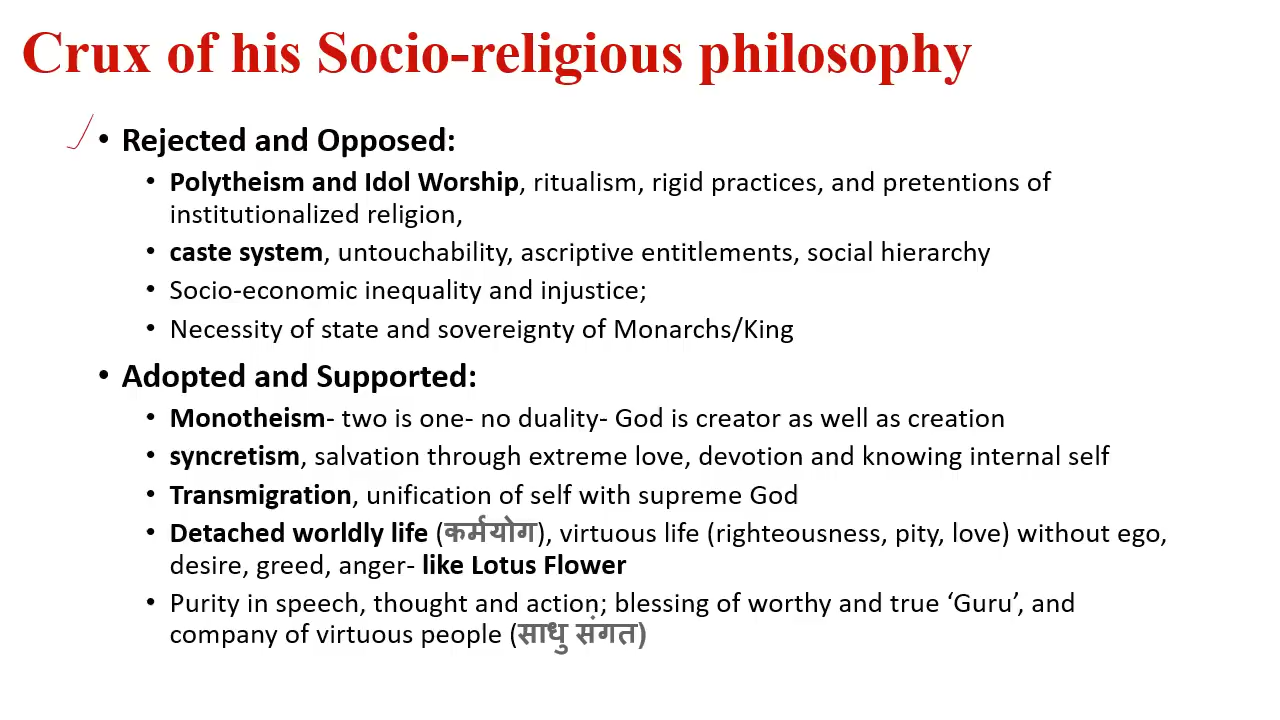 Crux of his Socio-religious philosophy
• Rejected and Opposed:
• Polytheism and Idol Worship, ritualism, rigid practices, and pretentions of
institutionalized religion,
• caste system, untouchability, ascriptive entitlements, social hierarchy
• Socio-economic inequality and injustice;
• Necessity of state and sovereignty of Monarchs/King
• Adopted and Supported:
• Monotheism- two is one- no duality- God is creator as well as creation
• syncretism, salvation through extreme love, devotion and knowing internal self
• Transmigration, unification of self with supreme God
• Detached worldly life (कर्मयोग), virtuous life (righteousness, pity, love) without ego,
desire, greed, anger- like Lotus Flower
• Purity in speech, thought and action; blessing of worthy and true ‘Guru’, and
company of virtuous people (साधु संगत)